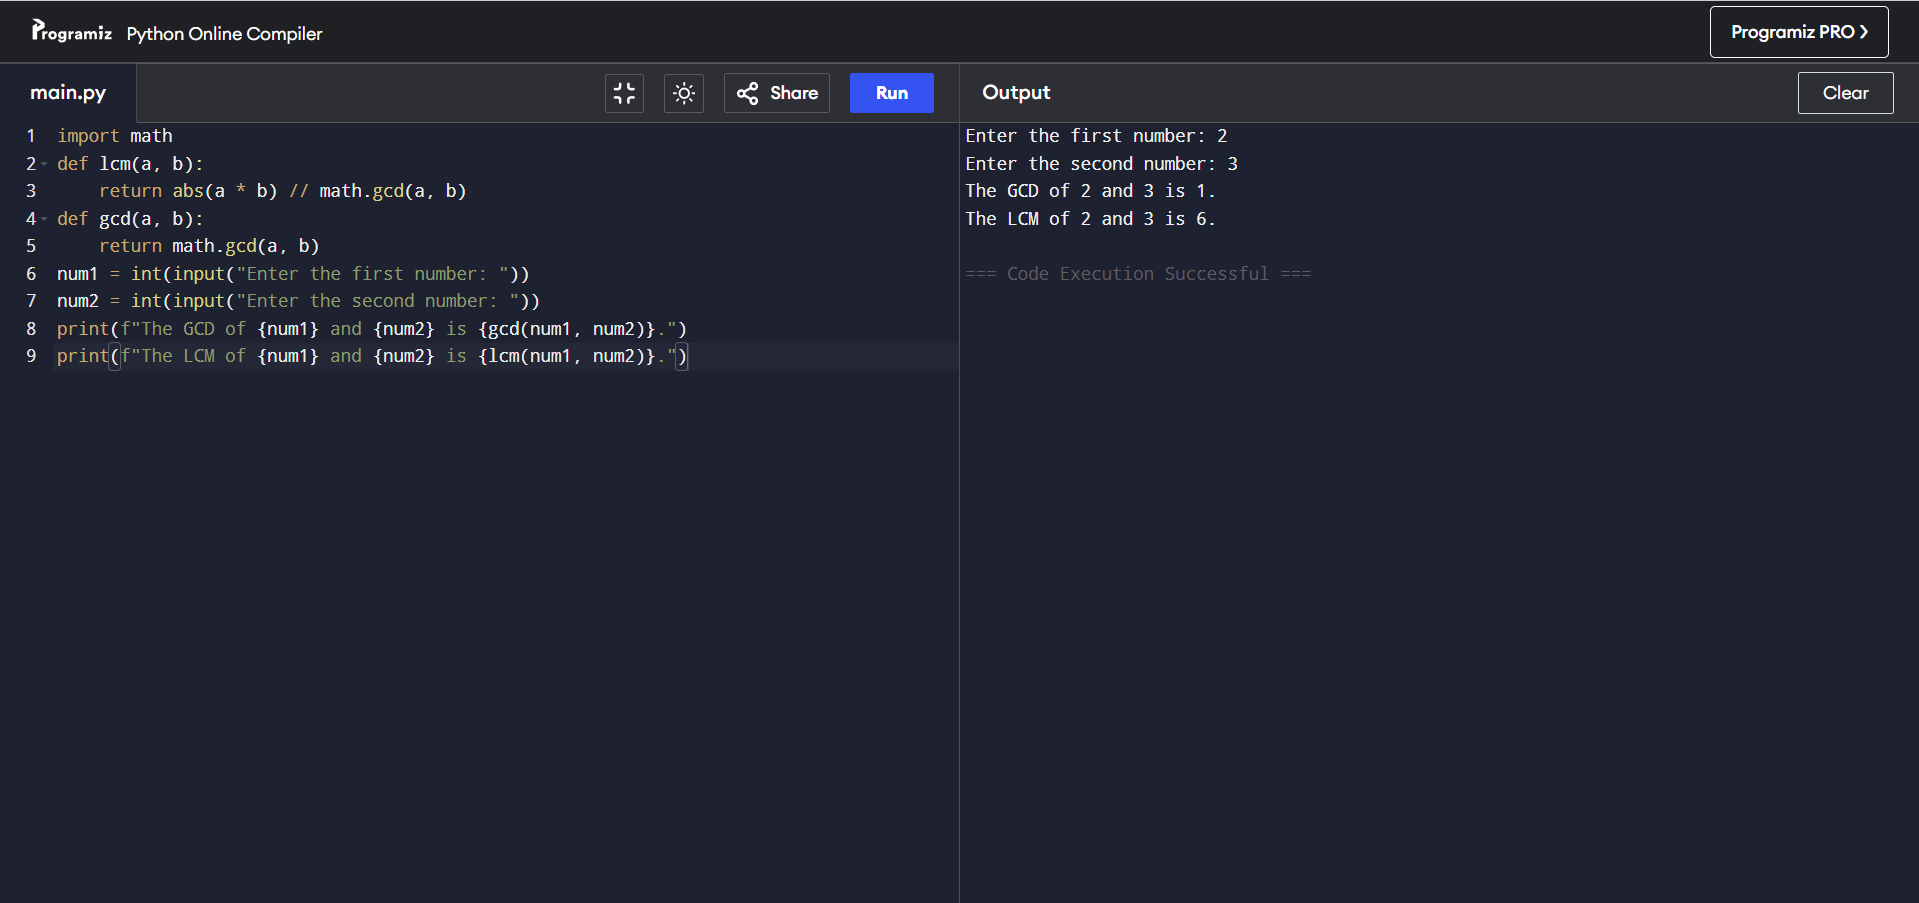 Programiz Python Online Compiler
Programiz PRO ❯
main.py
Share
Run
Output
Clear
1 import math
2 def lcm(a, b):
3     return abs(a * b) // math.gcd(a, b)
4 def gcd(a, b):
5     return math.gcd(a, b)
6 num1 = int(input("Enter the first number: "))
7 num2 = int(input("Enter the second number: "))
8 print(f"The GCD of {num1} and {num2} is {gcd(num1, num2)}.")
9 print(f"The LCM of {num1} and {num2} is {lcm(num1, num2)}.")
Enter the first number: 2
Enter the second number: 3
The GCD of 2 and 3 is 1.
The LCM of 2 and 3 is 6.
=== Code Execution Successful ===